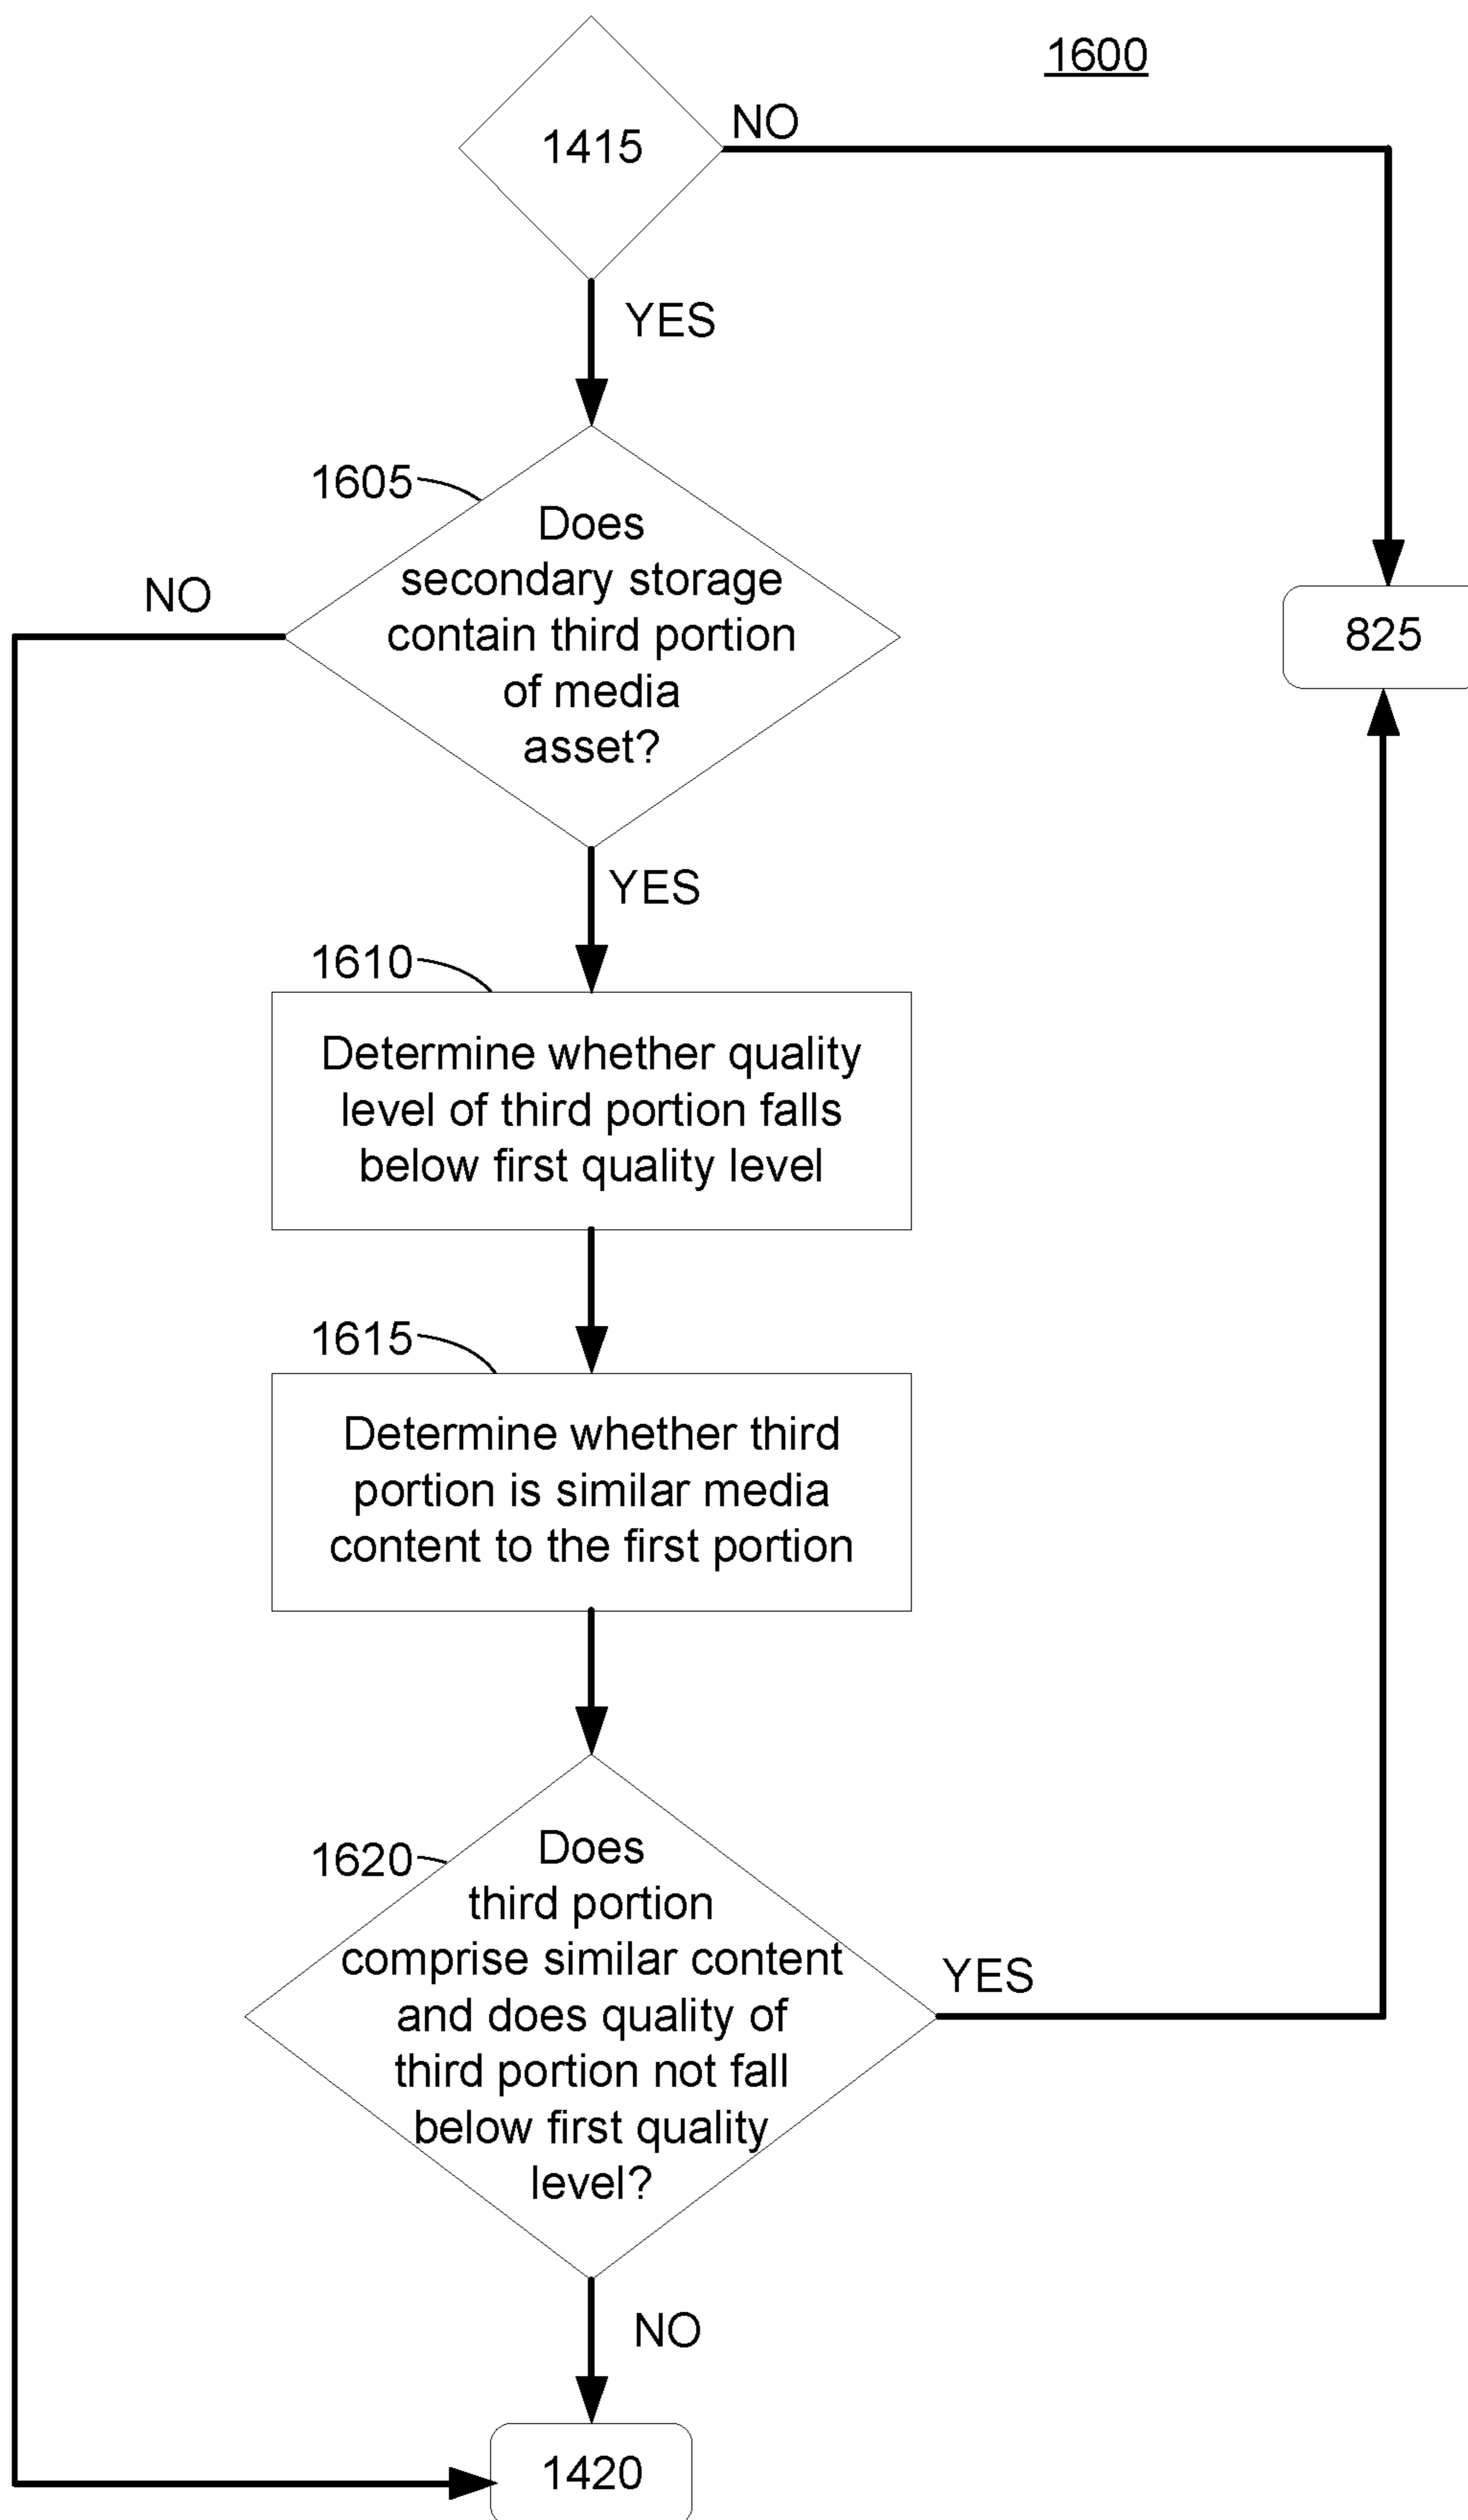 1600
1415
NO
YES
1605
Does
secondary storage
contain third portion
of media
asset?
NO
825
YES
1610
Determine whether quality
level of third portion falls
below first quality level
1615
Determine whether third
portion is similar media
content to the first portion
1620
Does
third portion
comprise similar content
and does quality of
third portion not fall
below first quality
level?
YES
NO
1420